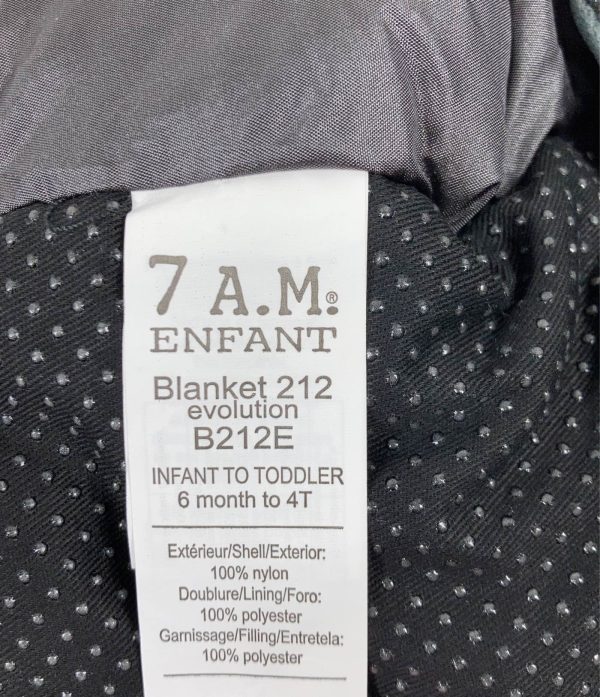 7 A.M.®
ENFANT
Blanket 212
evolution
B212E
INFANT TO TODDLER
6 month to 4T
Extérieur/Shell/Exterior:
100% nylon
Doublure/Lining/Foro:
100% polyester
Garnissage/Filling/Entretela:
100% polyester